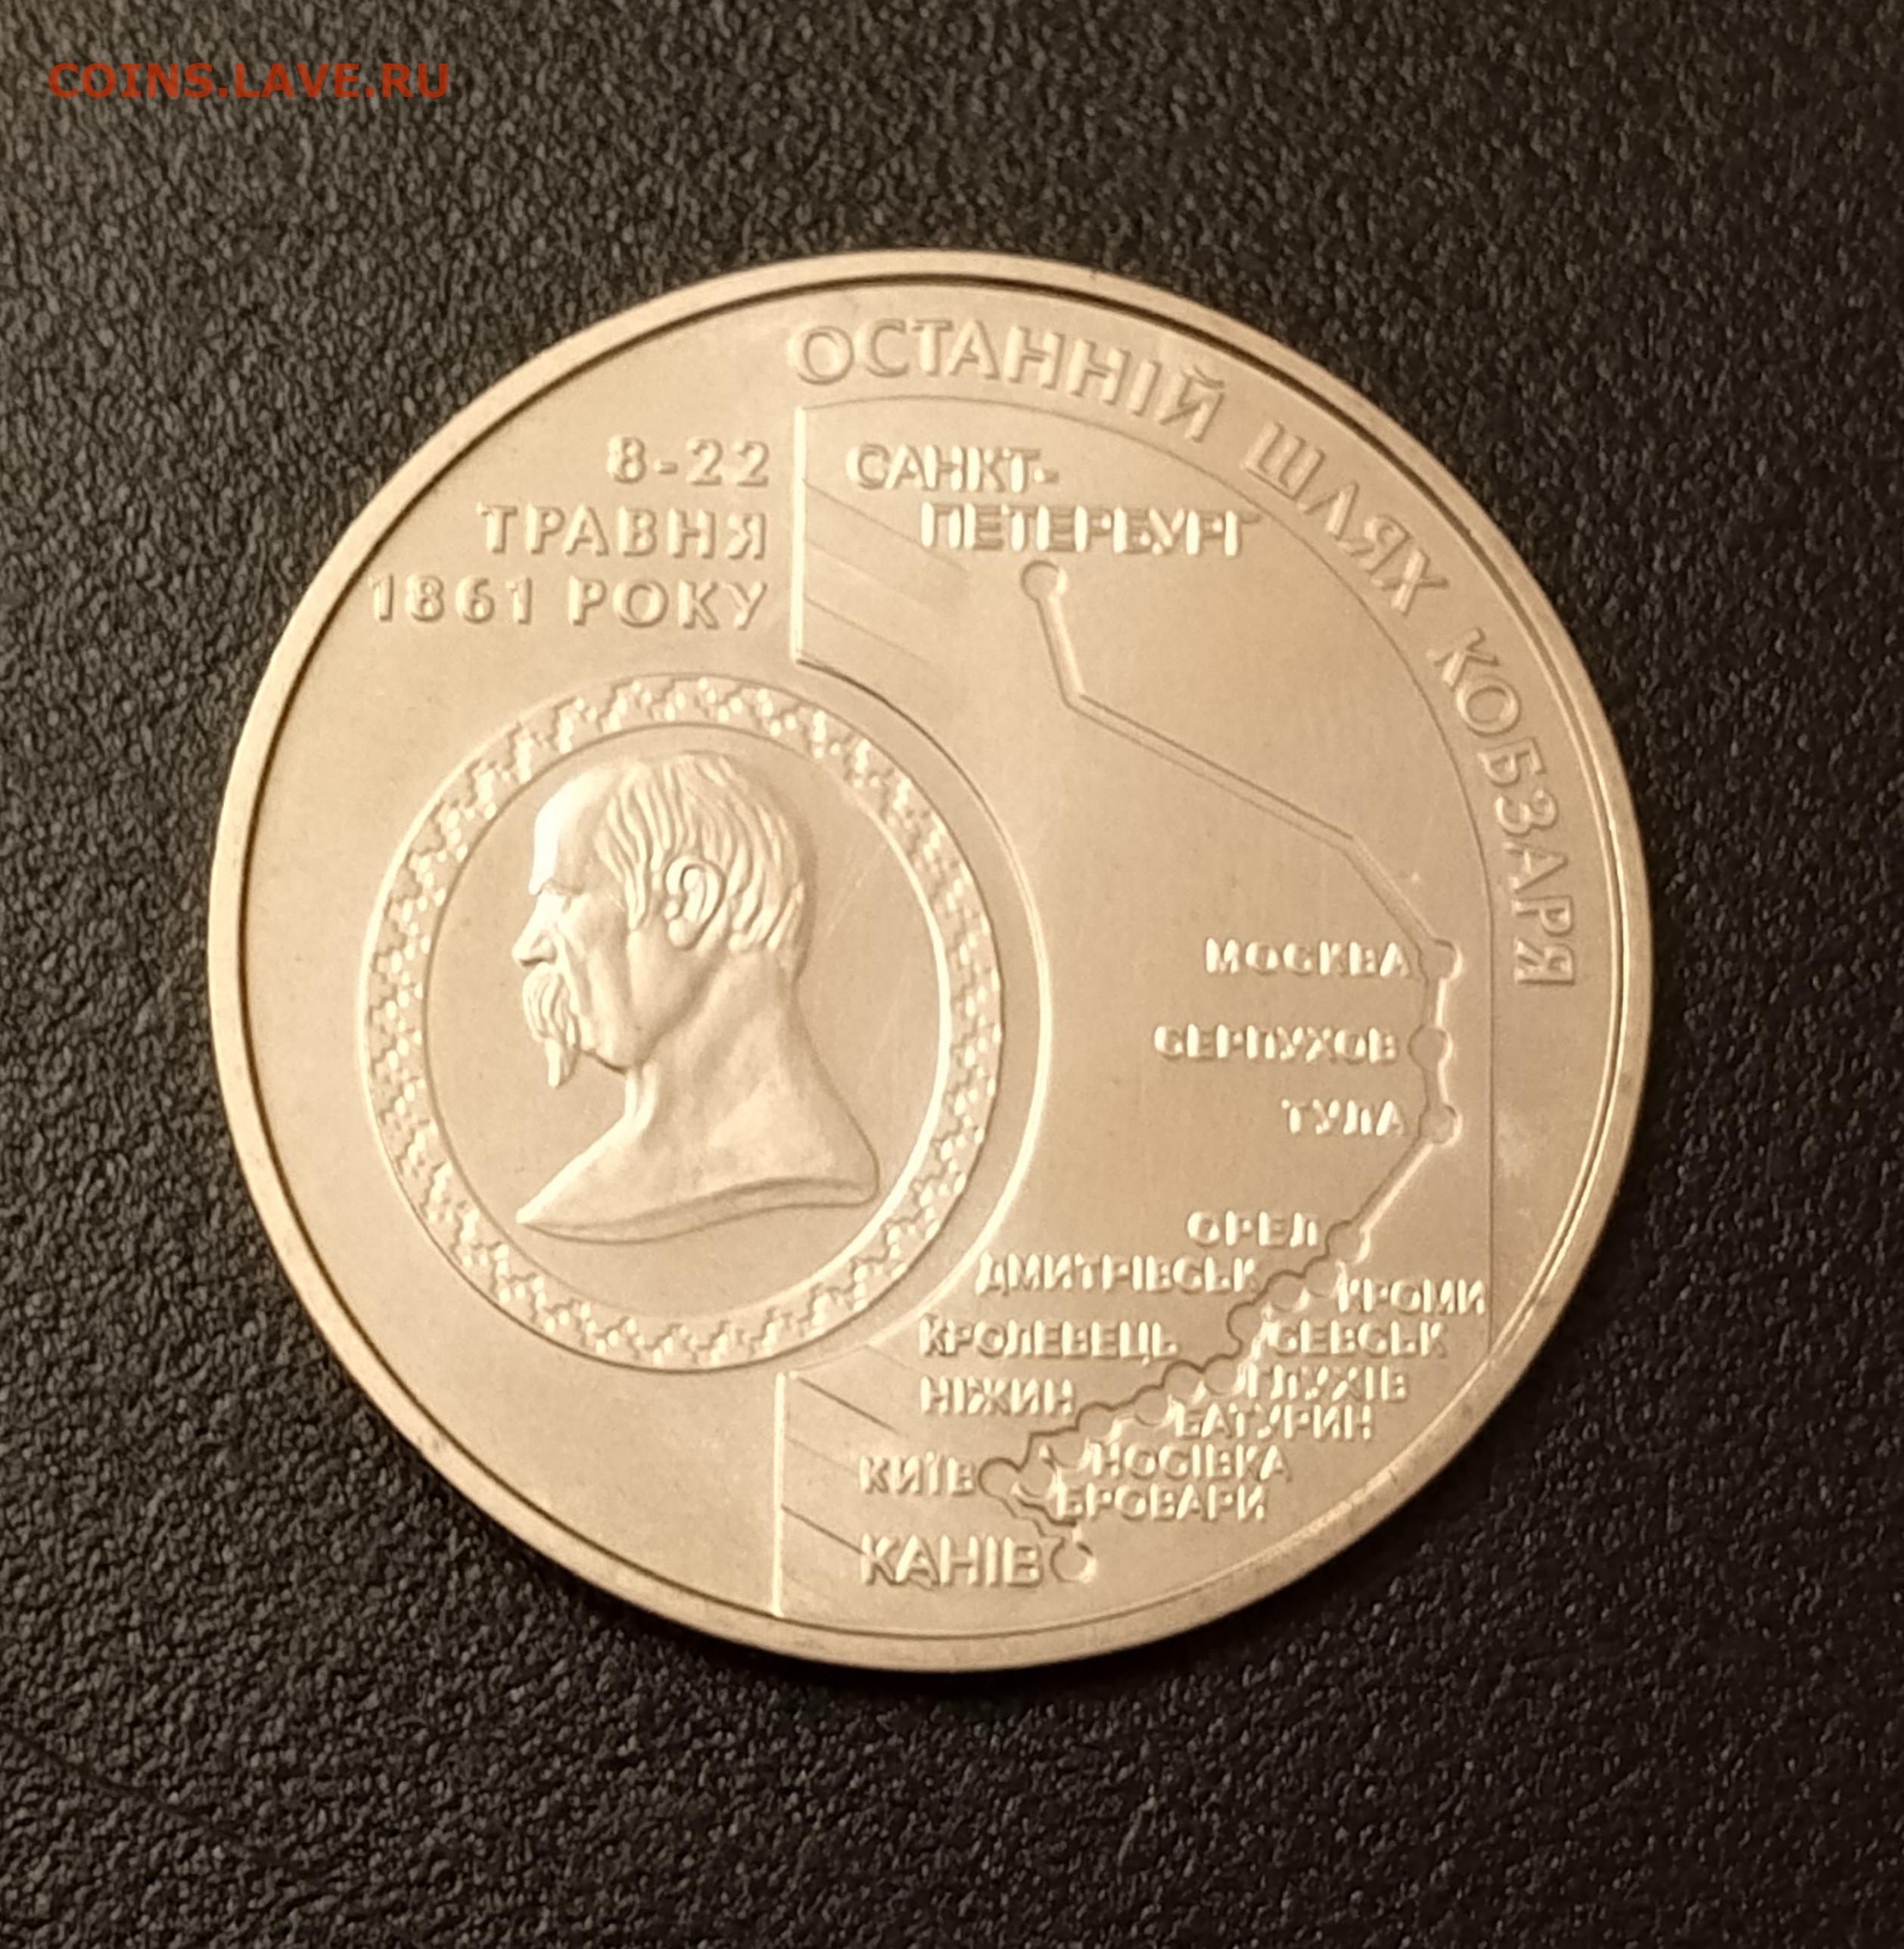 COINS.LAVE.RU
ОСТАННІЙ ШЛЯХ КОБЗАРЯ
8-22
ТРАВНЯ
1861 РОКУ
САНКТ-
ПЕТЕРБУРГ
МОСКВА
СЕРПУХОВ
ТУЛА
ОРЕЛ
ДМИТРІВСЬК
КРОМИ
КРОЛЕВЕЦЬ
СЕВСЬК
НІЖИН
ГЛУХІВ
БАТУРИН
КИЇВ
НОСІВКА
БРОВАРИ
КАНІВ